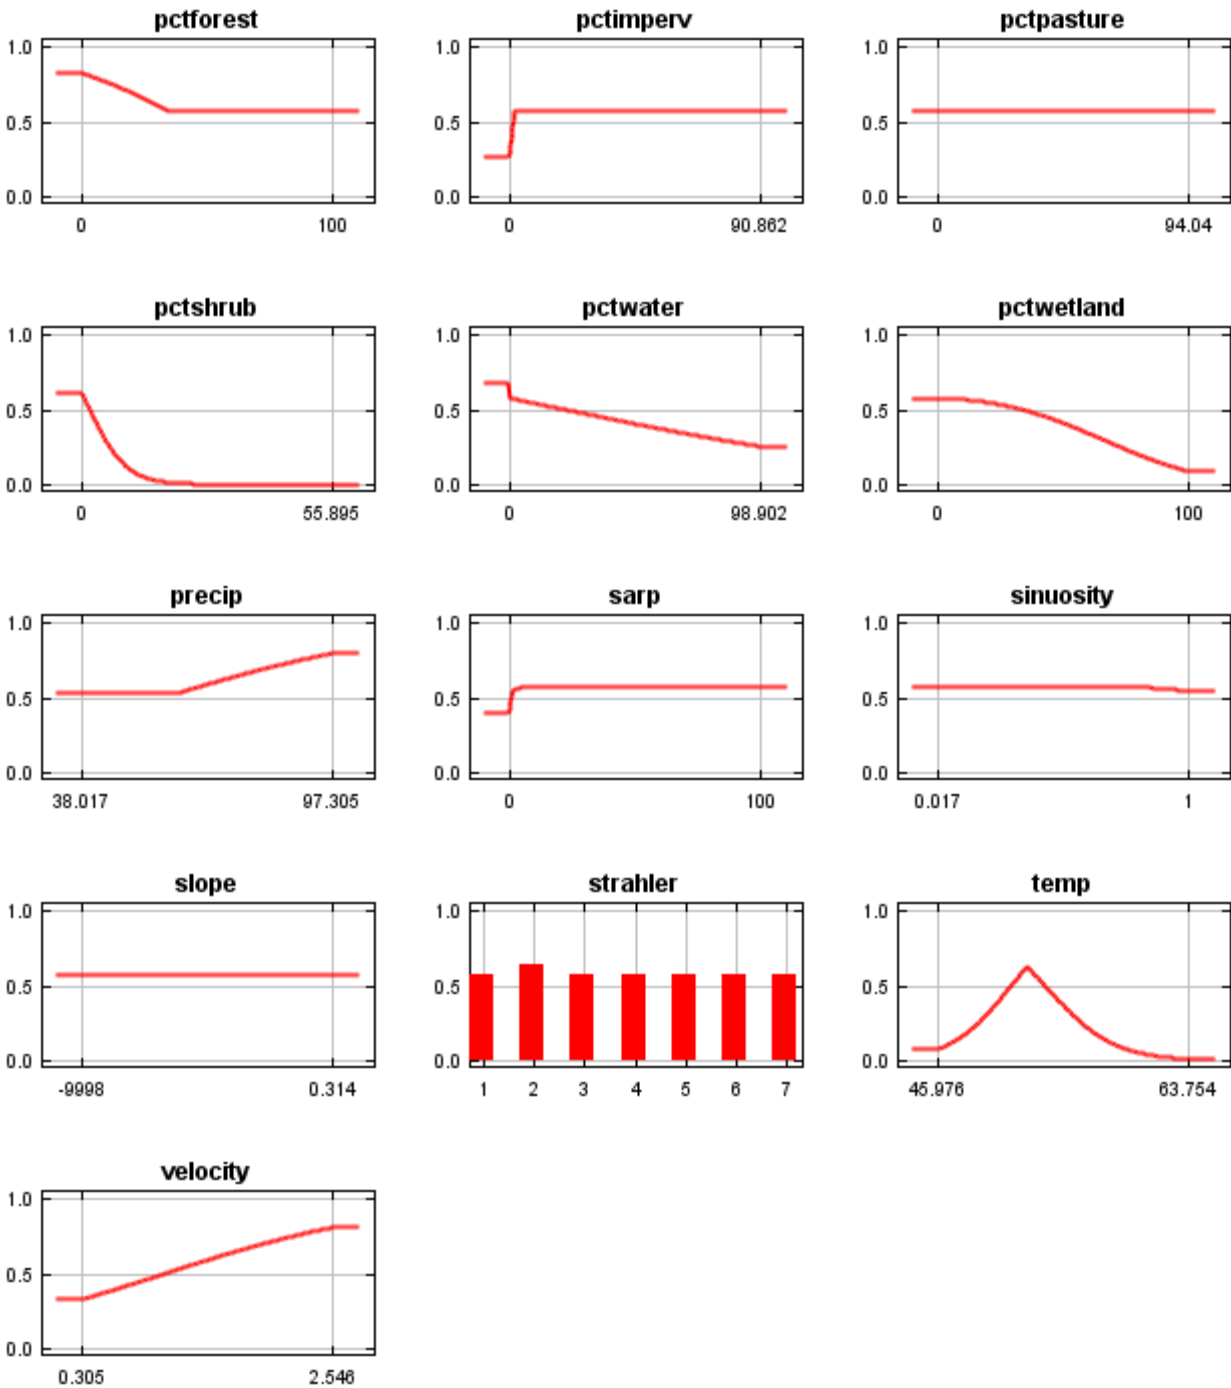 pctforest pctimperv pctpasture
1.0 1.0 1.0
0.5 0.5 0.5
0.0 0.0 0.0
0 100 0 90.862 0 94.04
pctshrub pctwater pctwetland
1.0 1.0 1.0
0.5 0.5 0.5
0.0 0.0 0.0
0 55.895 0 98.902 0 100
precip sarp sinuosity
1.0 1.0 1.0
0.5 0.5 0.5
0.0 0.0 0.0
38.017 97.305 0 100 0.017 1
slope strahler temp
1.0 1.0 1.0
0.5 0.5 0.5
0.0 0.0 0.0
-9998 0.314 1 2 3 4 5 6 7 45.976 63.754
velocity
1.0
0.5
0.0
0.305 2.546